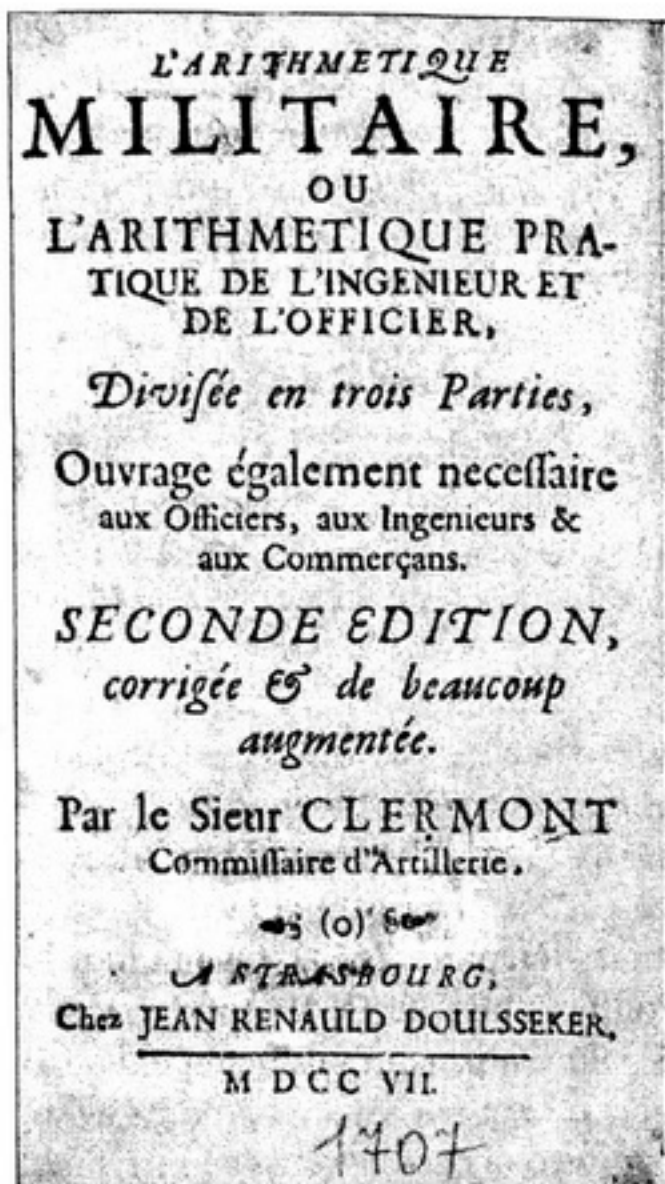 L'ARITHMETIQUE
MILITAIRE,
OU
L'ARITHMETIQUE PRA-
TIQUE DE L'INGENIEUR ET
DE L'OFFICIER,
Divisée en trois Parties,
Ouvrage également necessaire
aux Officiers, aux Ingenieurs &
aux Commerçans.
SECONDE EDITION,
corrigée & de beaucoup
augmentée.
Par le Sieur CLERMONT
Commissaire d'Artillerie.
(o)
A STRASBOURG,
Chez JEAN RENAULD DOULSSEKER,
M DCC VII.
1707